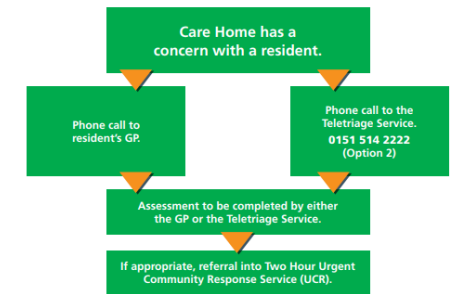 Care Home has a
concern with a resident.
Phone call to
resident's GP.
Phone call to the
Teletriage Service.
0151 514 2222
(Option 2)
Assessment to be completed by either
the GP or the Teletriage Service.
If appropriate, referral into Two Hour Urgent
Community Response Service (UCR).